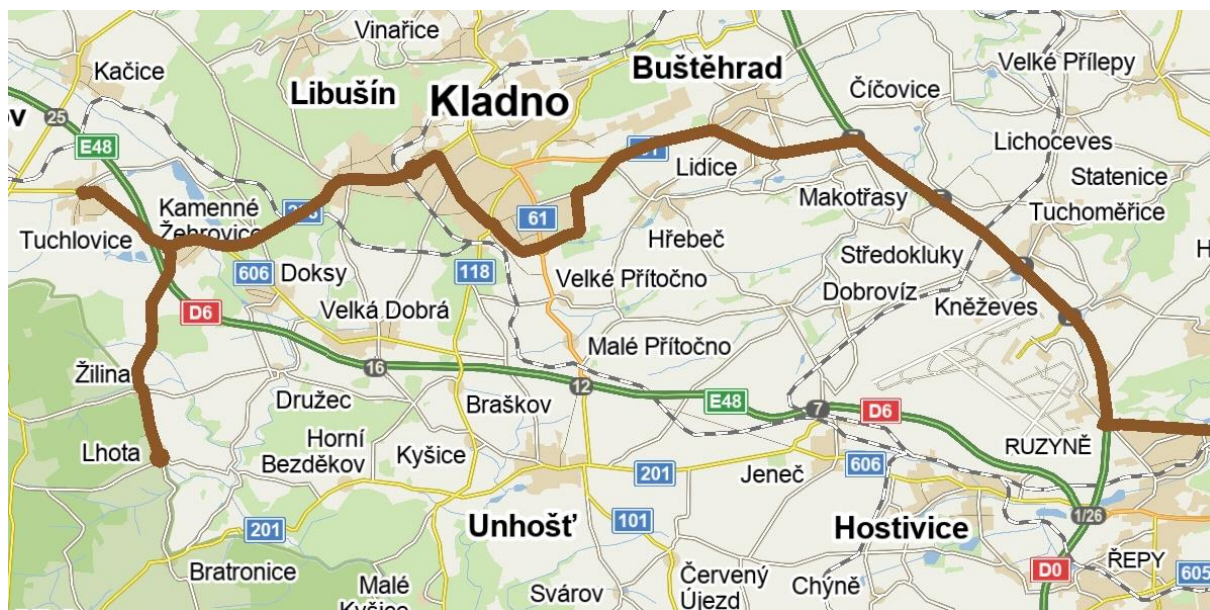 Vinařice
Kačice
Buštěhrad
Velké Přílepy
Libušín
Kladno
Číčovice
ov
25
E48
Lichoceves
Lidice
Statenice
Kamenné
Žehrovice
Makotřasy
Tuchoměřice
61
Tuchlovice
Hřebeč
Středokluky
H
606
Doksy
118
Velké Přítočno
Dobrovíz
Kněževes
D6
Velká Dobrá
Malé Přítočno
Žilina
16
12
E48
7
D6
Družec
Braškov
Lhota
Horní
Bezděkov
Kyšice
RUZYNĚ
201
Jeneč
606
201
Unhošť
101
Hostivice
1/26
Bratronice
Malé
Kyšice
Svárov
Červený
Újezd
Chýně
D0
ŘEPY
605